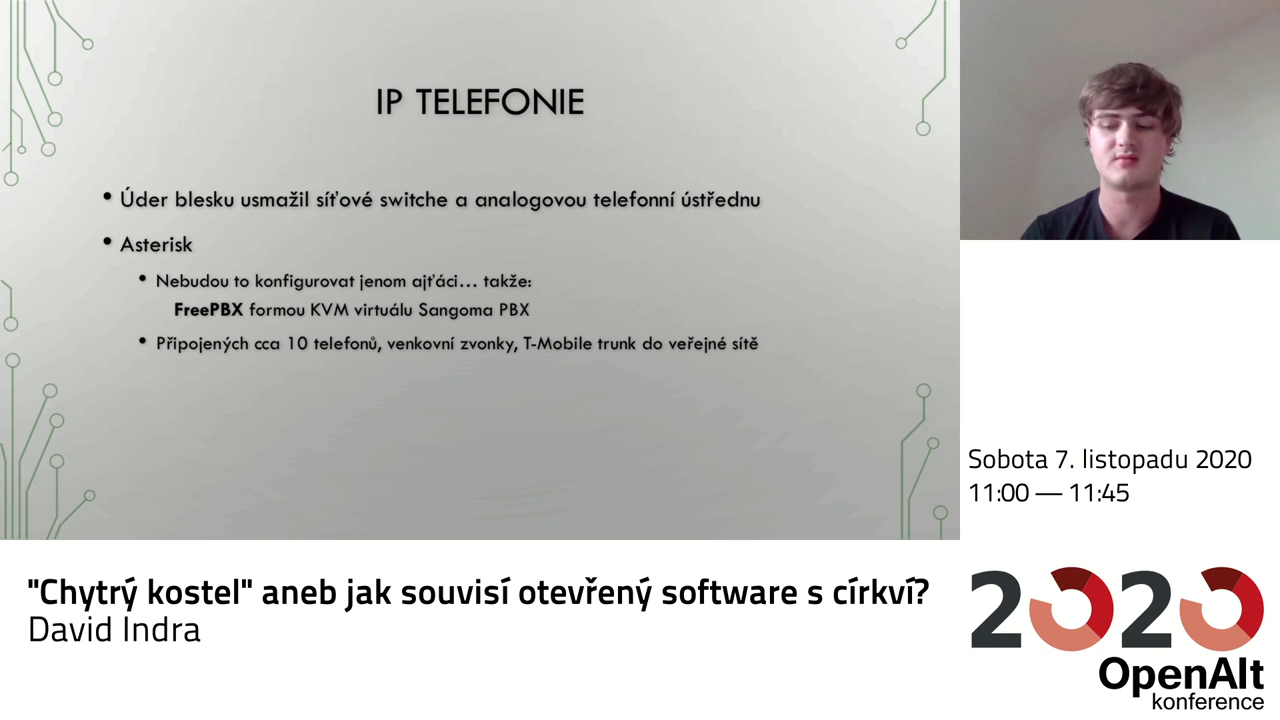 IP TELEFONIE
• Úder blesku usmažil síťové switche a analogovou telefonní ústřednu
• Asterisk
• Nebudou to konfigurovat jenom ajťáci... takže:
FreePBX formou KVM virtuálu Sangoma PBX
• Připojených cca 10 telefonů, venkovní zvonky, T-Mobile trunk do veřejné sítě
Sobota 7. listopadu 2020
11:00 — 11:45
"Chytrý kostel" aneb jak souvisí otevřený software s církví?
David Indra
2020
OpenAlt
konference